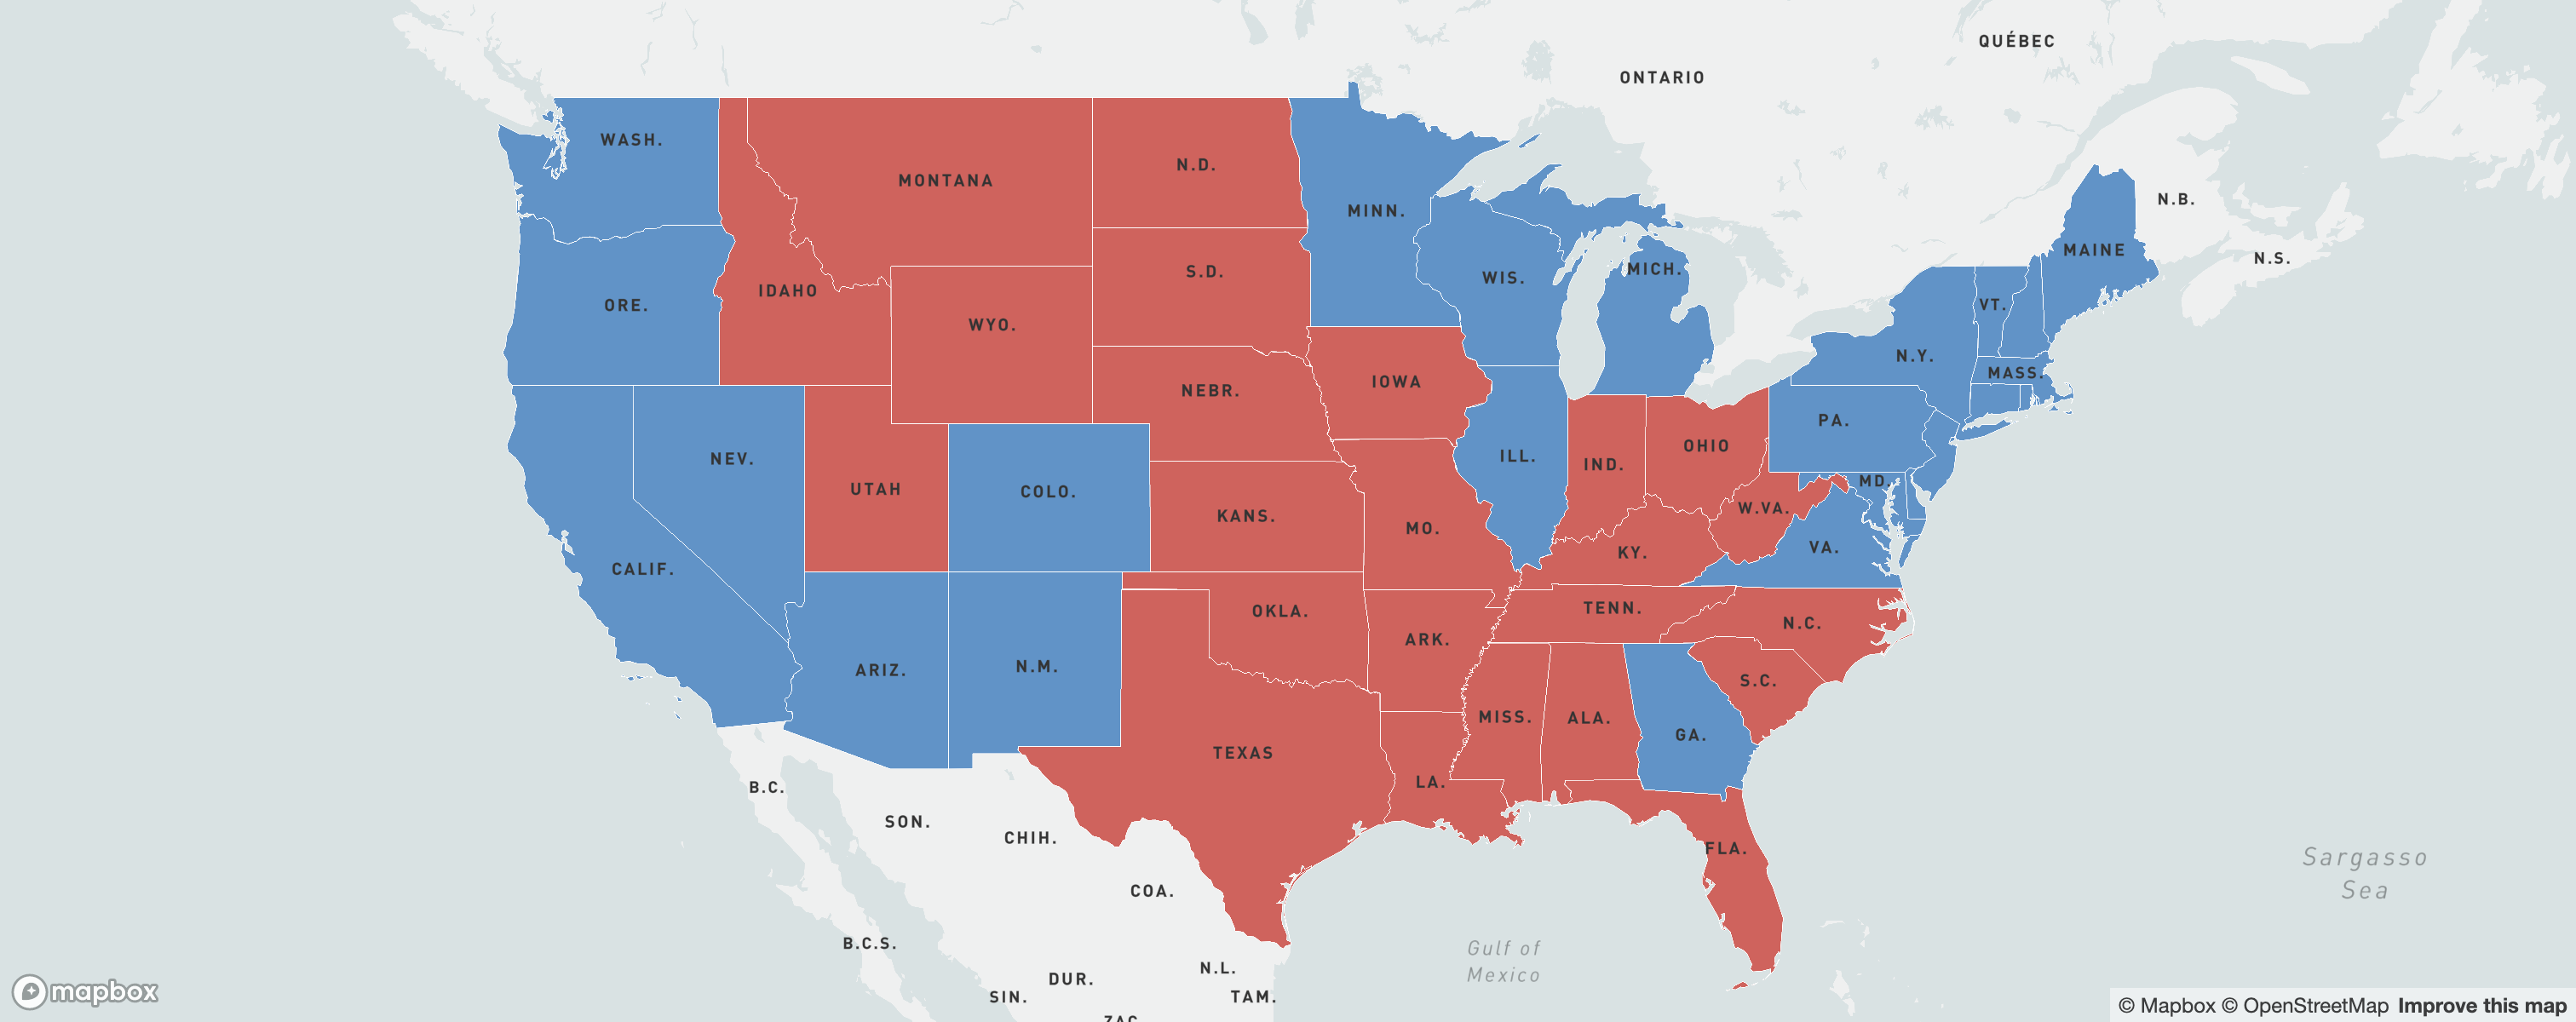 QUÉBEC
ONTARIO
WASH.
N.D.
MONTANA
N.B.
MINN.
MAINE
N.S.
MICH.
S.D.
WIS.
IDAHO
ORE.
VT.
WYO.
N.Y.
MASS.
IOWA
NEBR.
PA.
OHIO
ILL.
NEV.
IND.
MD.
UTAH
COLO.
W.VA.
KANS.
MO.
VA.
KY.
CALIF.
TENN.
OKLA.
N.C.
ARK.
N.M.
ARIZ.
S.C.
MISS.
ALA.
GA.
TEXAS
LA.
B.C.
SON.
CHIH.
FLA.
Sargasso
Sea
COA.
B.C.S.
Gulf of
Mexico
N.L.
DUR.
SIN.
TAM.
ZAC.
mapbox
© Mapbox © OpenStreetMap Improve this map